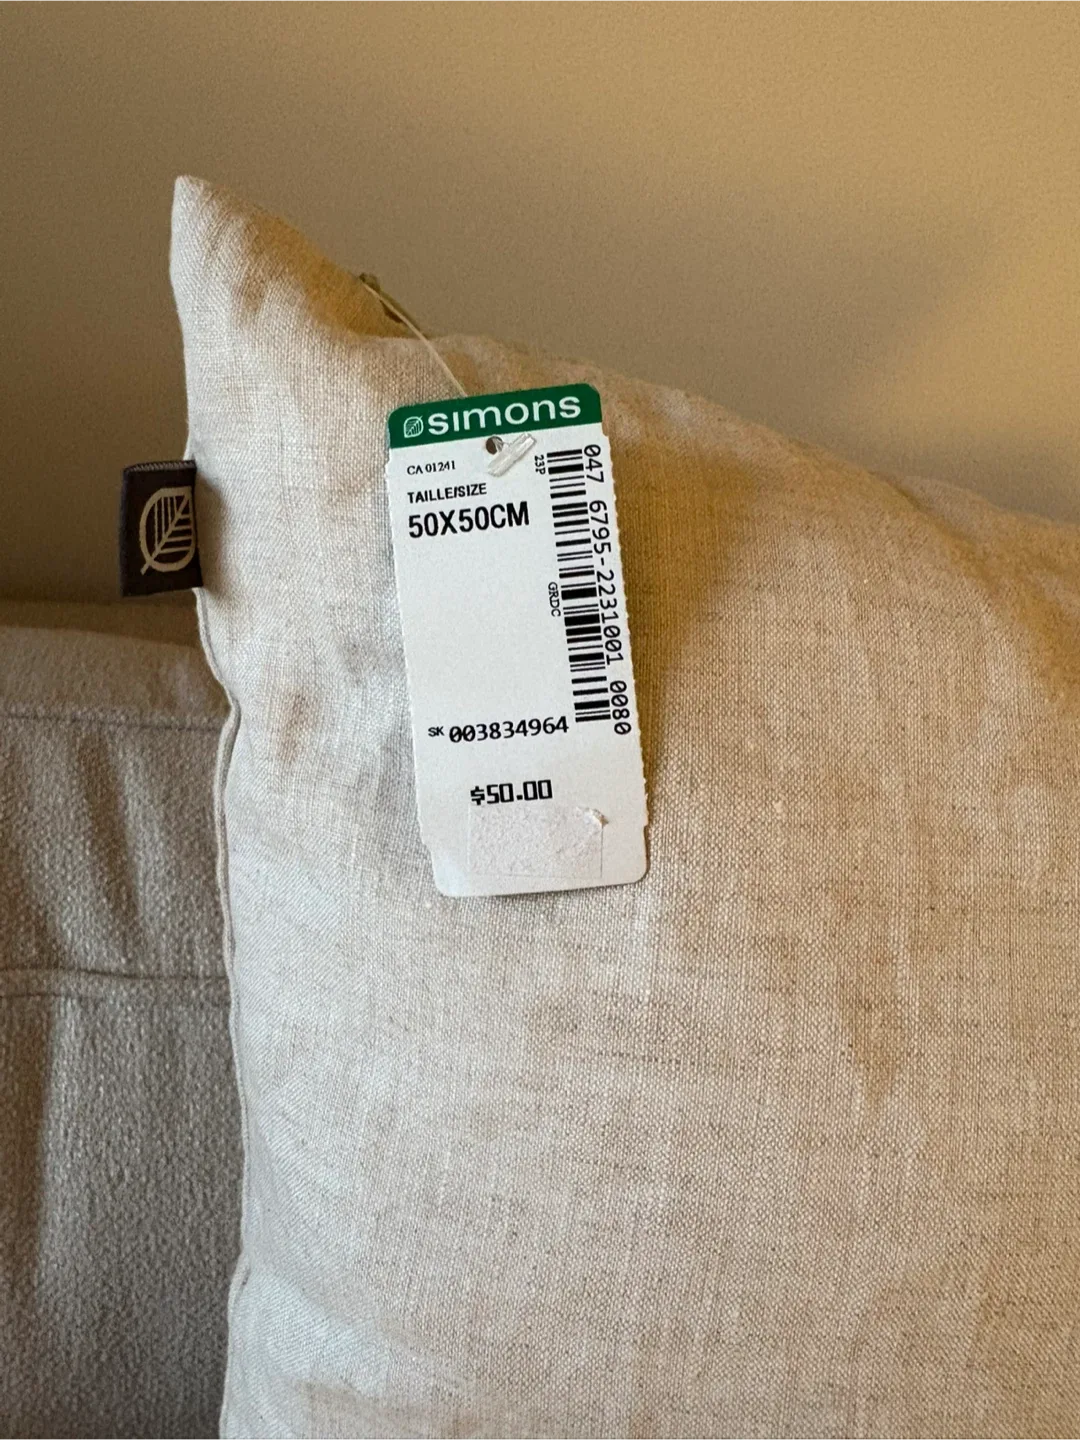 simons
CA 01241
TAILLE/SIZE
50X50CM
23P
047 6795-2231001 0080
GRDC
SK 003834964
$50.00